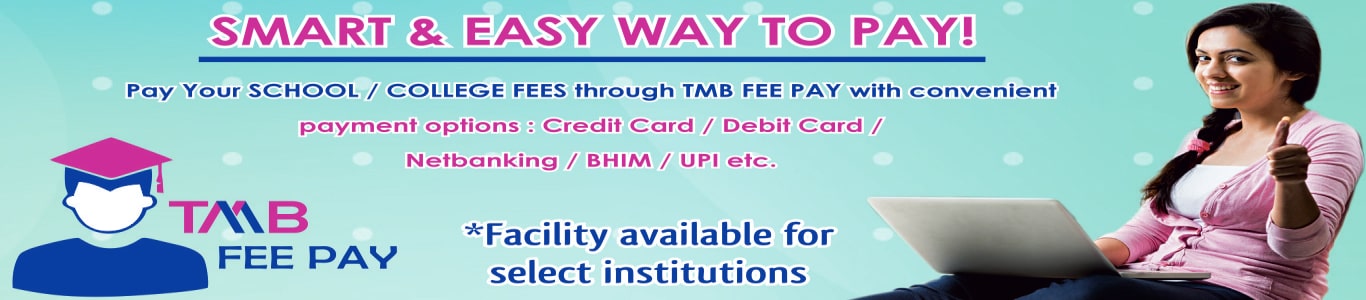 SMART & EASY WAY TO PAY!
Pay Your SCHOOL / COLLEGE FEES through TMB FEE PAY with convenient
payment options : Credit Card / Debit Card /
Netbanking / BHIM / UPI etc.
TMB
FEE PAY
*Facility available for
select institutions